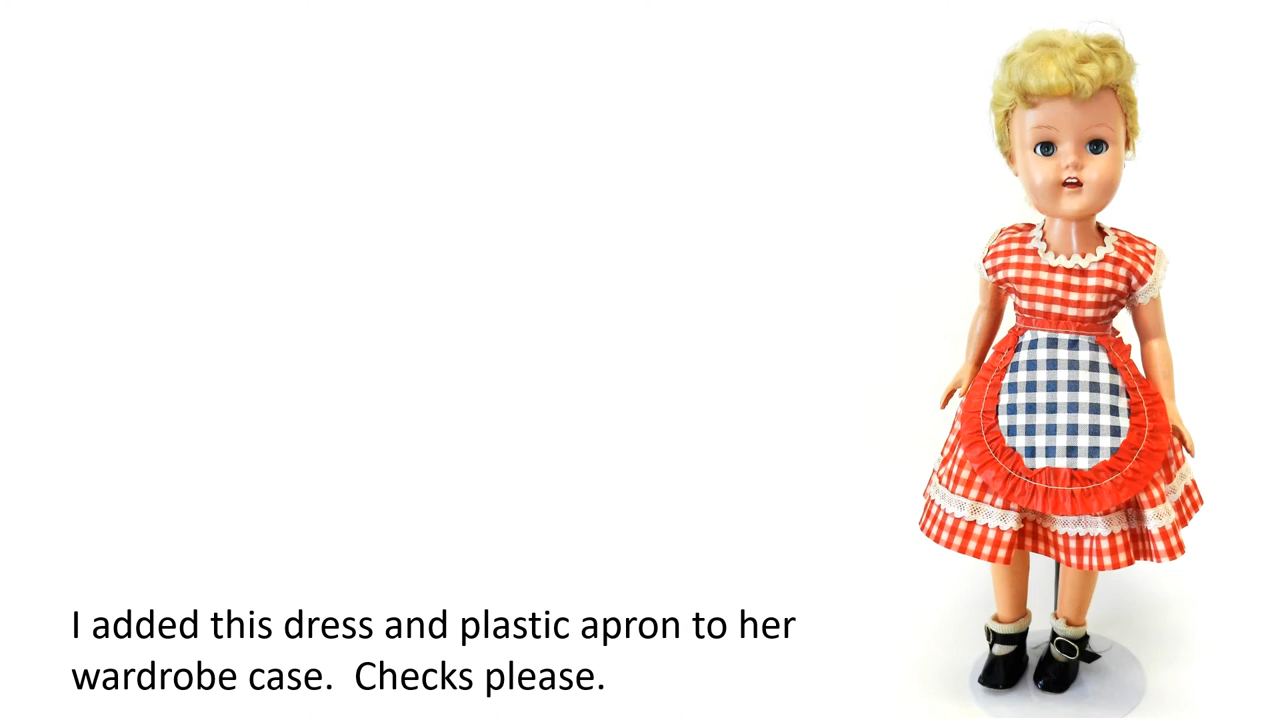 I added this dress and plastic apron to her
wardrobe case.  Checks please.